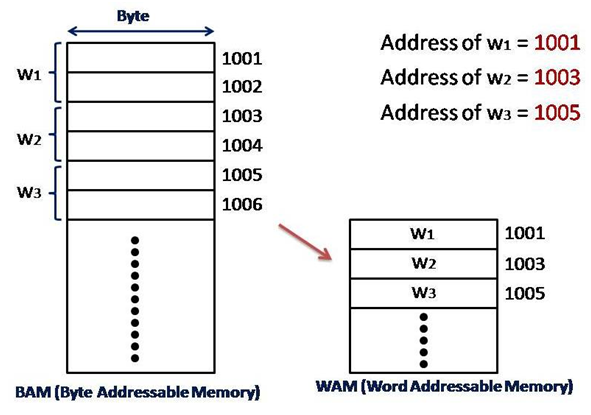 Byte
W1
W2
W3
1001
1002
1003
1004
1005
1006
BAM (Byte Addressable Memory)
Address of w1 = 1001
Address of w2 = 1003
Address of w3 = 1005
W1 1001
W2 1003
W3 1005
WAM (Word Addressable Memory)